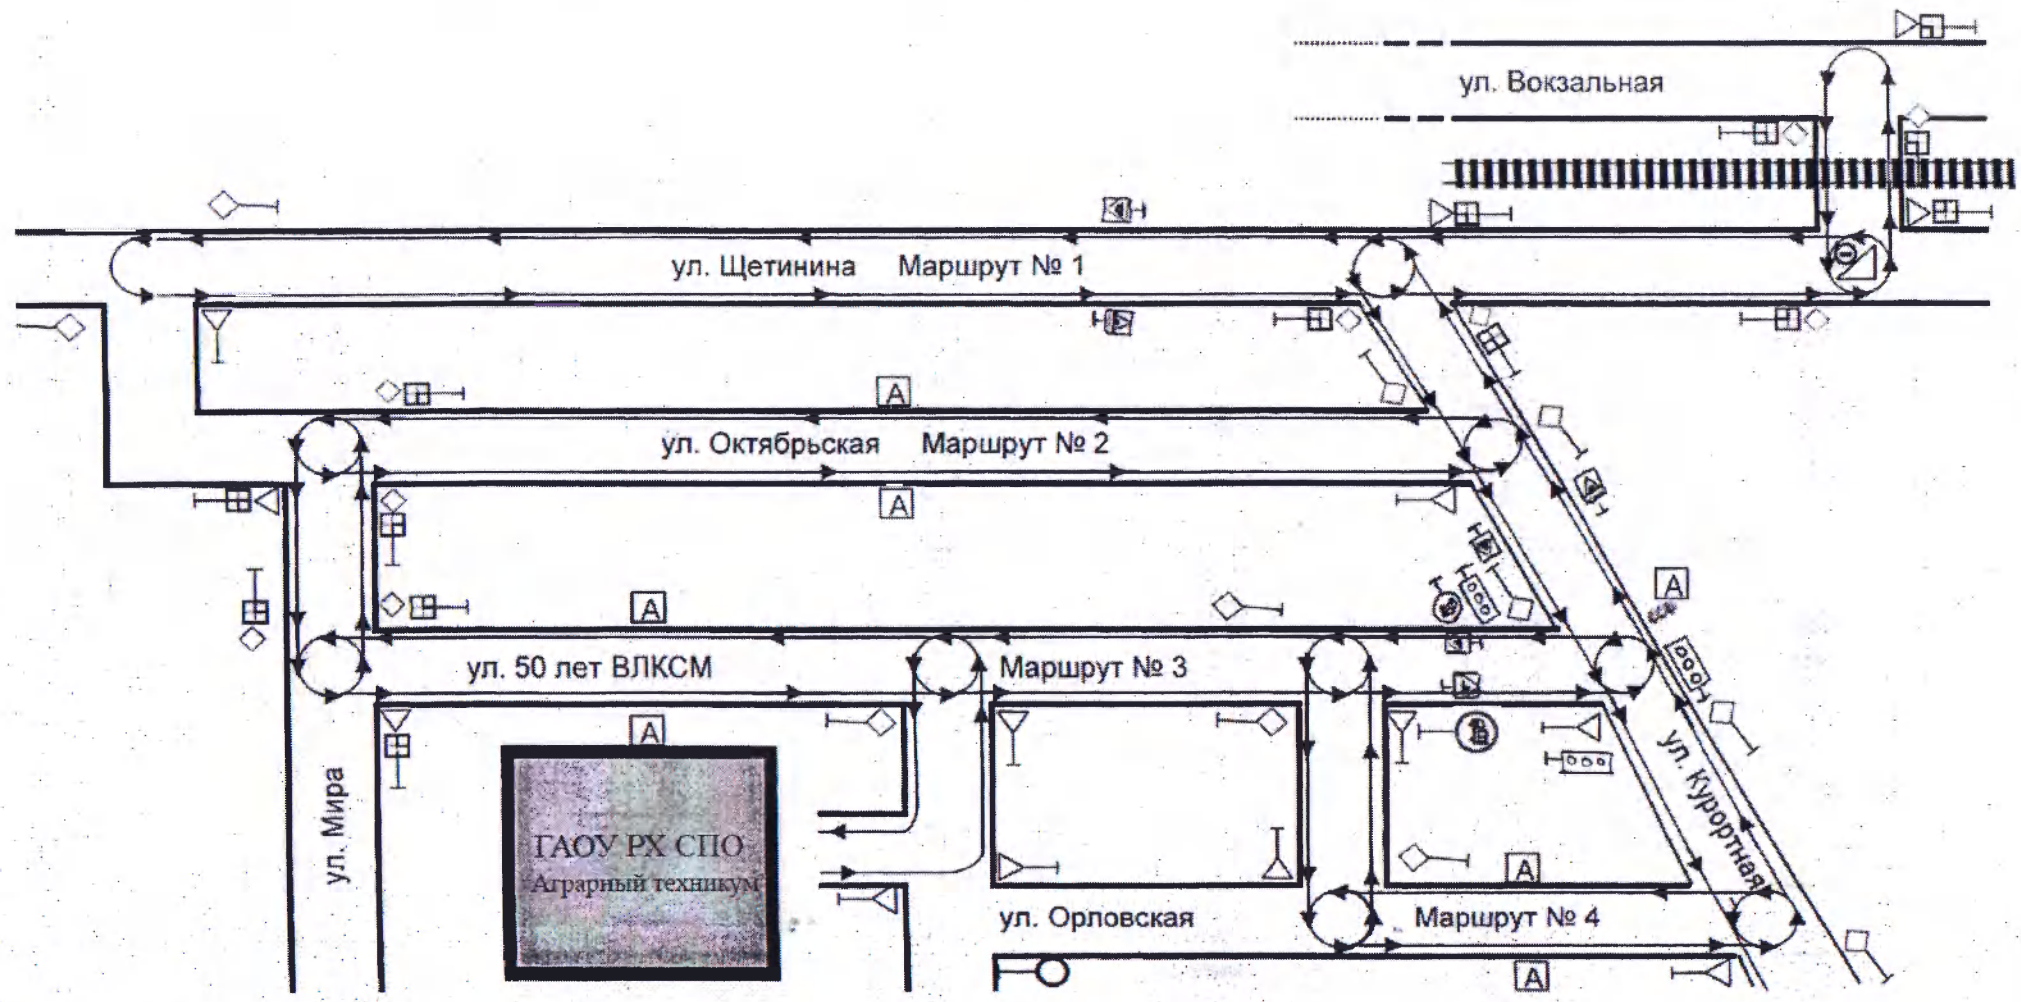 ул. Вокзальная
ул. Щетинина Маршрут № 1
А
ул. Октябрьская Маршрут № 2
А
А
А
ул. 50 лет ВЛКСМ Маршрут № 3
А
ул. Курортная
ул. Мира
ГАОУ РХ СПО
Аграрный техникум
А
ул. Орловская Маршрут № 4
А